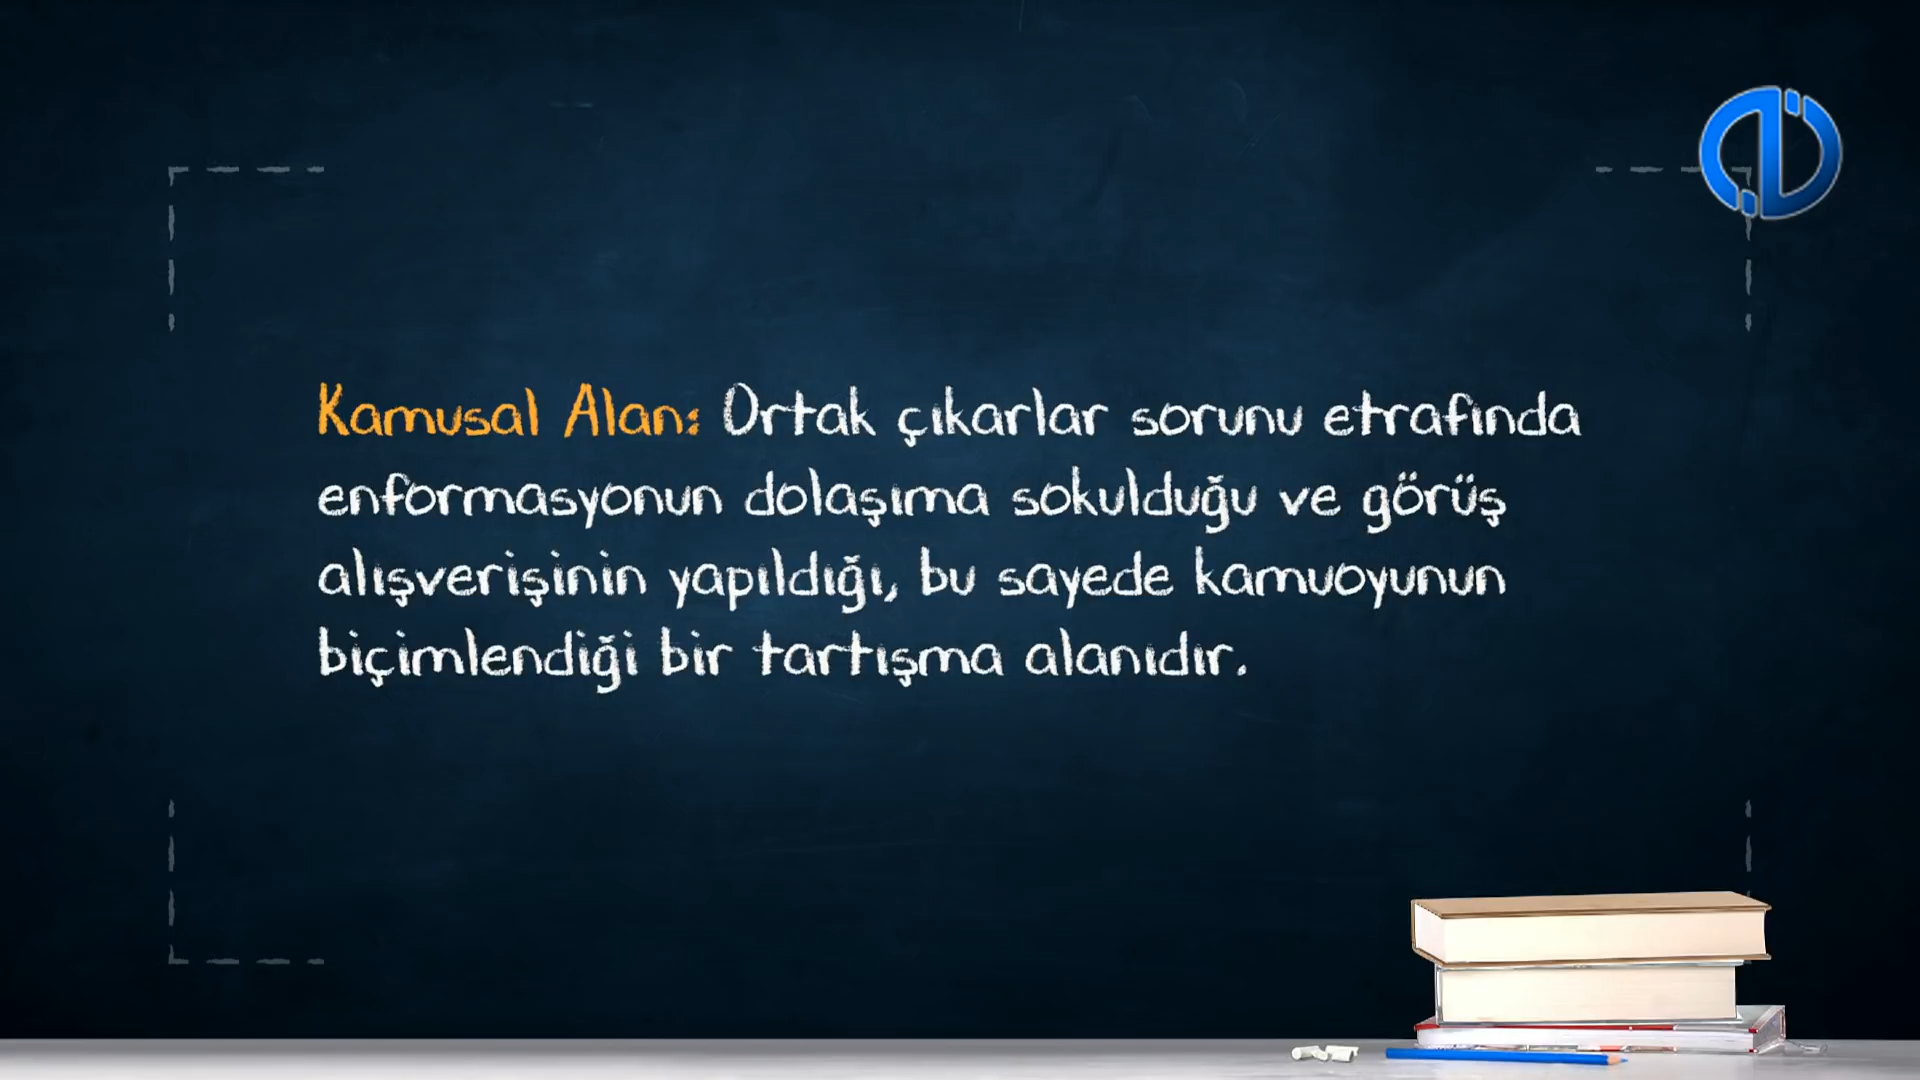 Kamusal Alan: Ortak çıkarlar sorunu etrafında
enformasyonun dolaşıma sokulduğu ve görüş
alışverişinin yapıldığı, bu sayede kamuoyunun
biçimlendiği bir tartışma alanıdır.